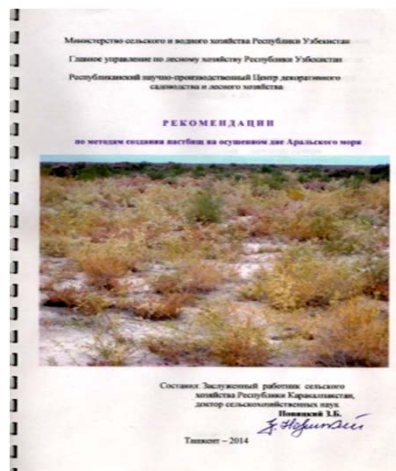 Министерство сельского и водного хозяйства Республики Узбекистан
Главное управление по лесному хозяйству Республики Узбекистан
Республиканский научно-производственный Центр декоративного
садоводства и лесного хозяйства
РЕКОМЕНДАЦИИ
по методам создания пастбищ на осушенном дне Аральского моря
Составил: Заслуженный работник сельского
хозяйства Республики Каракалпакстан,
доктор сельскохозяйственных наук
Новицкий З.Б.
Ташкент – 2014